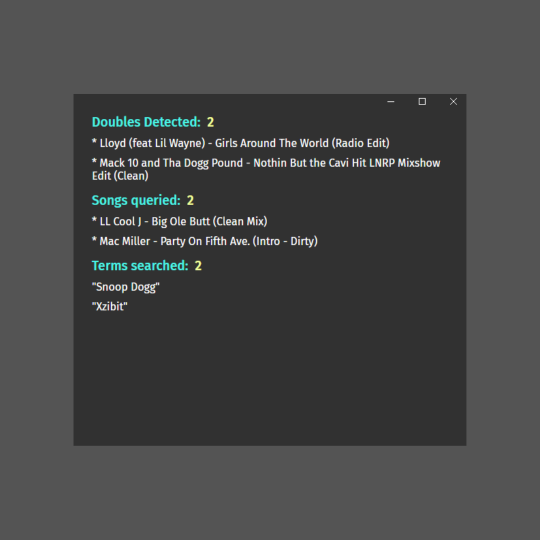 Doubles Detected: 2
* Lloyd (feat Lil Wayne) - Girls Around The World (Radio Edit)
* Mack 10 and Tha Dogg Pound - Nothin But the Cavi Hit LNRP Mixshow
Edit (Clean)
Songs queried: 2
* LL Cool J - Big Ole Butt (Clean Mix)
* Mac Miller - Party On Fifth Ave. (Intro - Dirty)
Terms searched: 2
"Snoop Dogg"
"Xzibit"